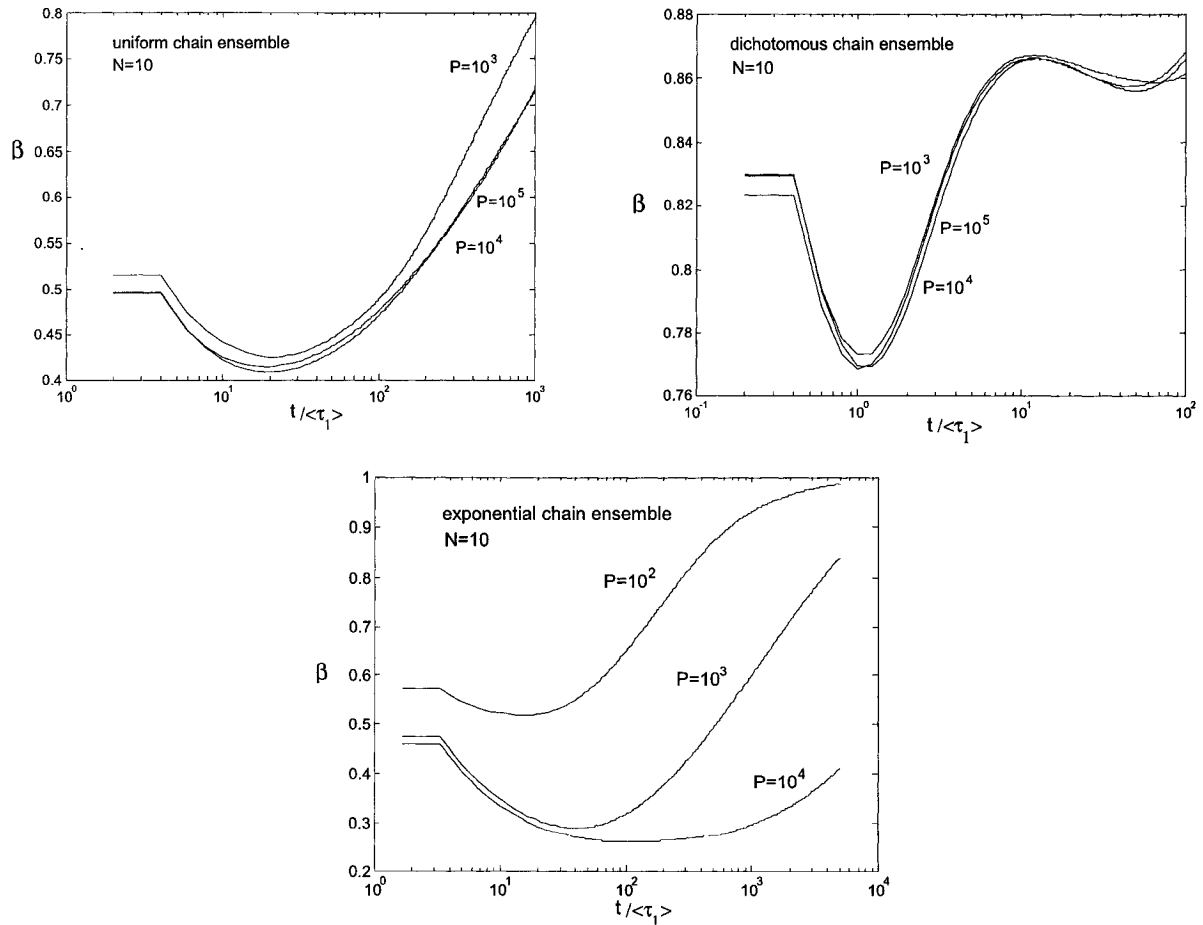 uniform chain ensemble
N=10
P=10³
P=10⁵
P=10⁴
β
0.8
0.75
0.7
0.65
0.6
0.55
0.5
0.45
0.4
10⁰
10¹
10²
10³
t/<τ₁>
dichotomous chain ensemble
N=10
P=10³
P=10⁵
P=10⁴
β
0.88
0.86
0.84
0.82
0.8
0.78
0.76
10⁻¹
10⁰
10¹
10²
t/<τ₁>
exponential chain ensemble
N=10
P=10²
P=10³
P=10⁴
β
1
0.9
0.8
0.7
0.6
0.5
0.4
0.3
0.2
10⁰
10¹
10²
10³
10⁴
t/<τ₁>